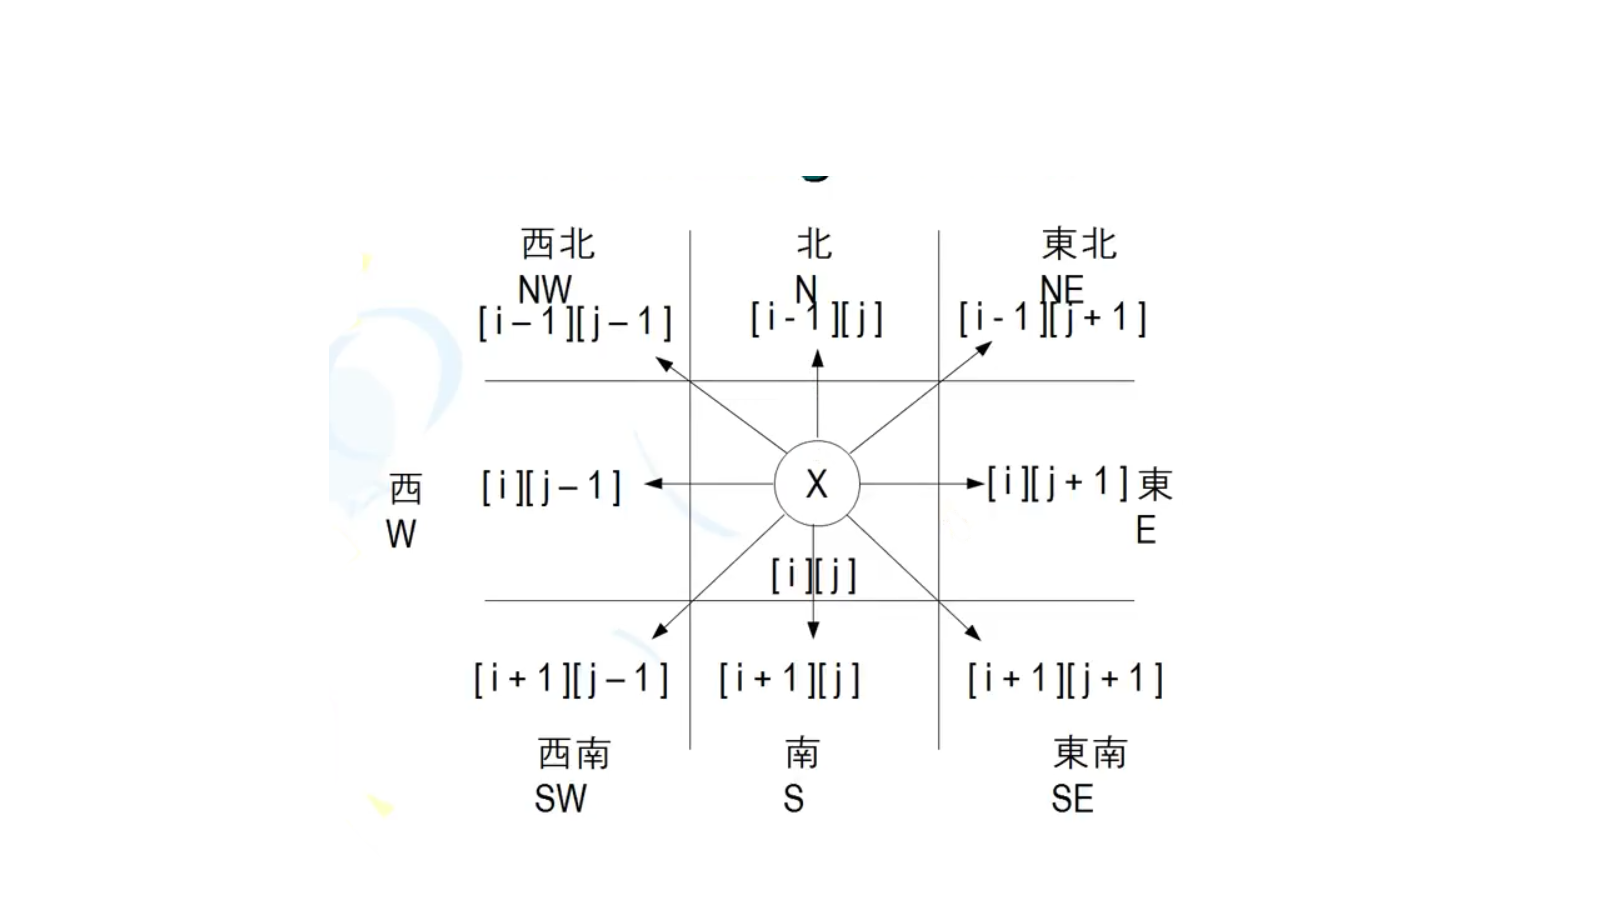 西北
NW
[i–1][j–1]
北
N
[i-1][j]
東北
NE
[i-1][j+1]
西
W
[i][j–1]
X
[i][j]
[i][j+1]
東
E
[i+1][j–1]
西南
SW
[i+1][j]
南
S
[i+1][j+1]
東南
SE